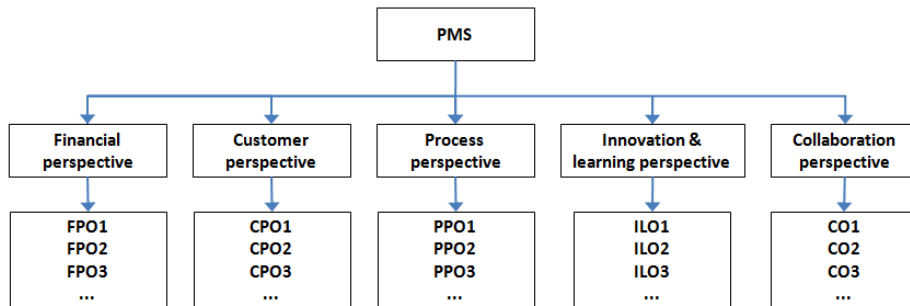 PMS
Financial
perspective
Customer
perspective
Process
perspective
Innovation &
learning perspective
Collaboration
perspective
FPO1
FPO2
FPO3
...
CPO1
CPO2
CPO3
...
PPO1
PPO2
PPO3
...
ILO1
ILO2
ILO3
...
CO1
CO2
CO3
...